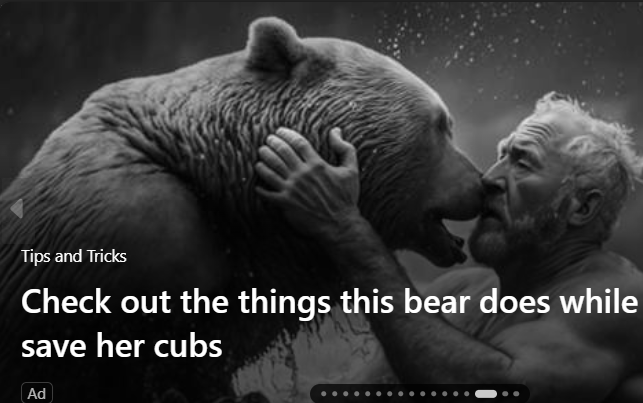 Tips and Tricks
Check out the things this bear does while
save her cubs
Ad